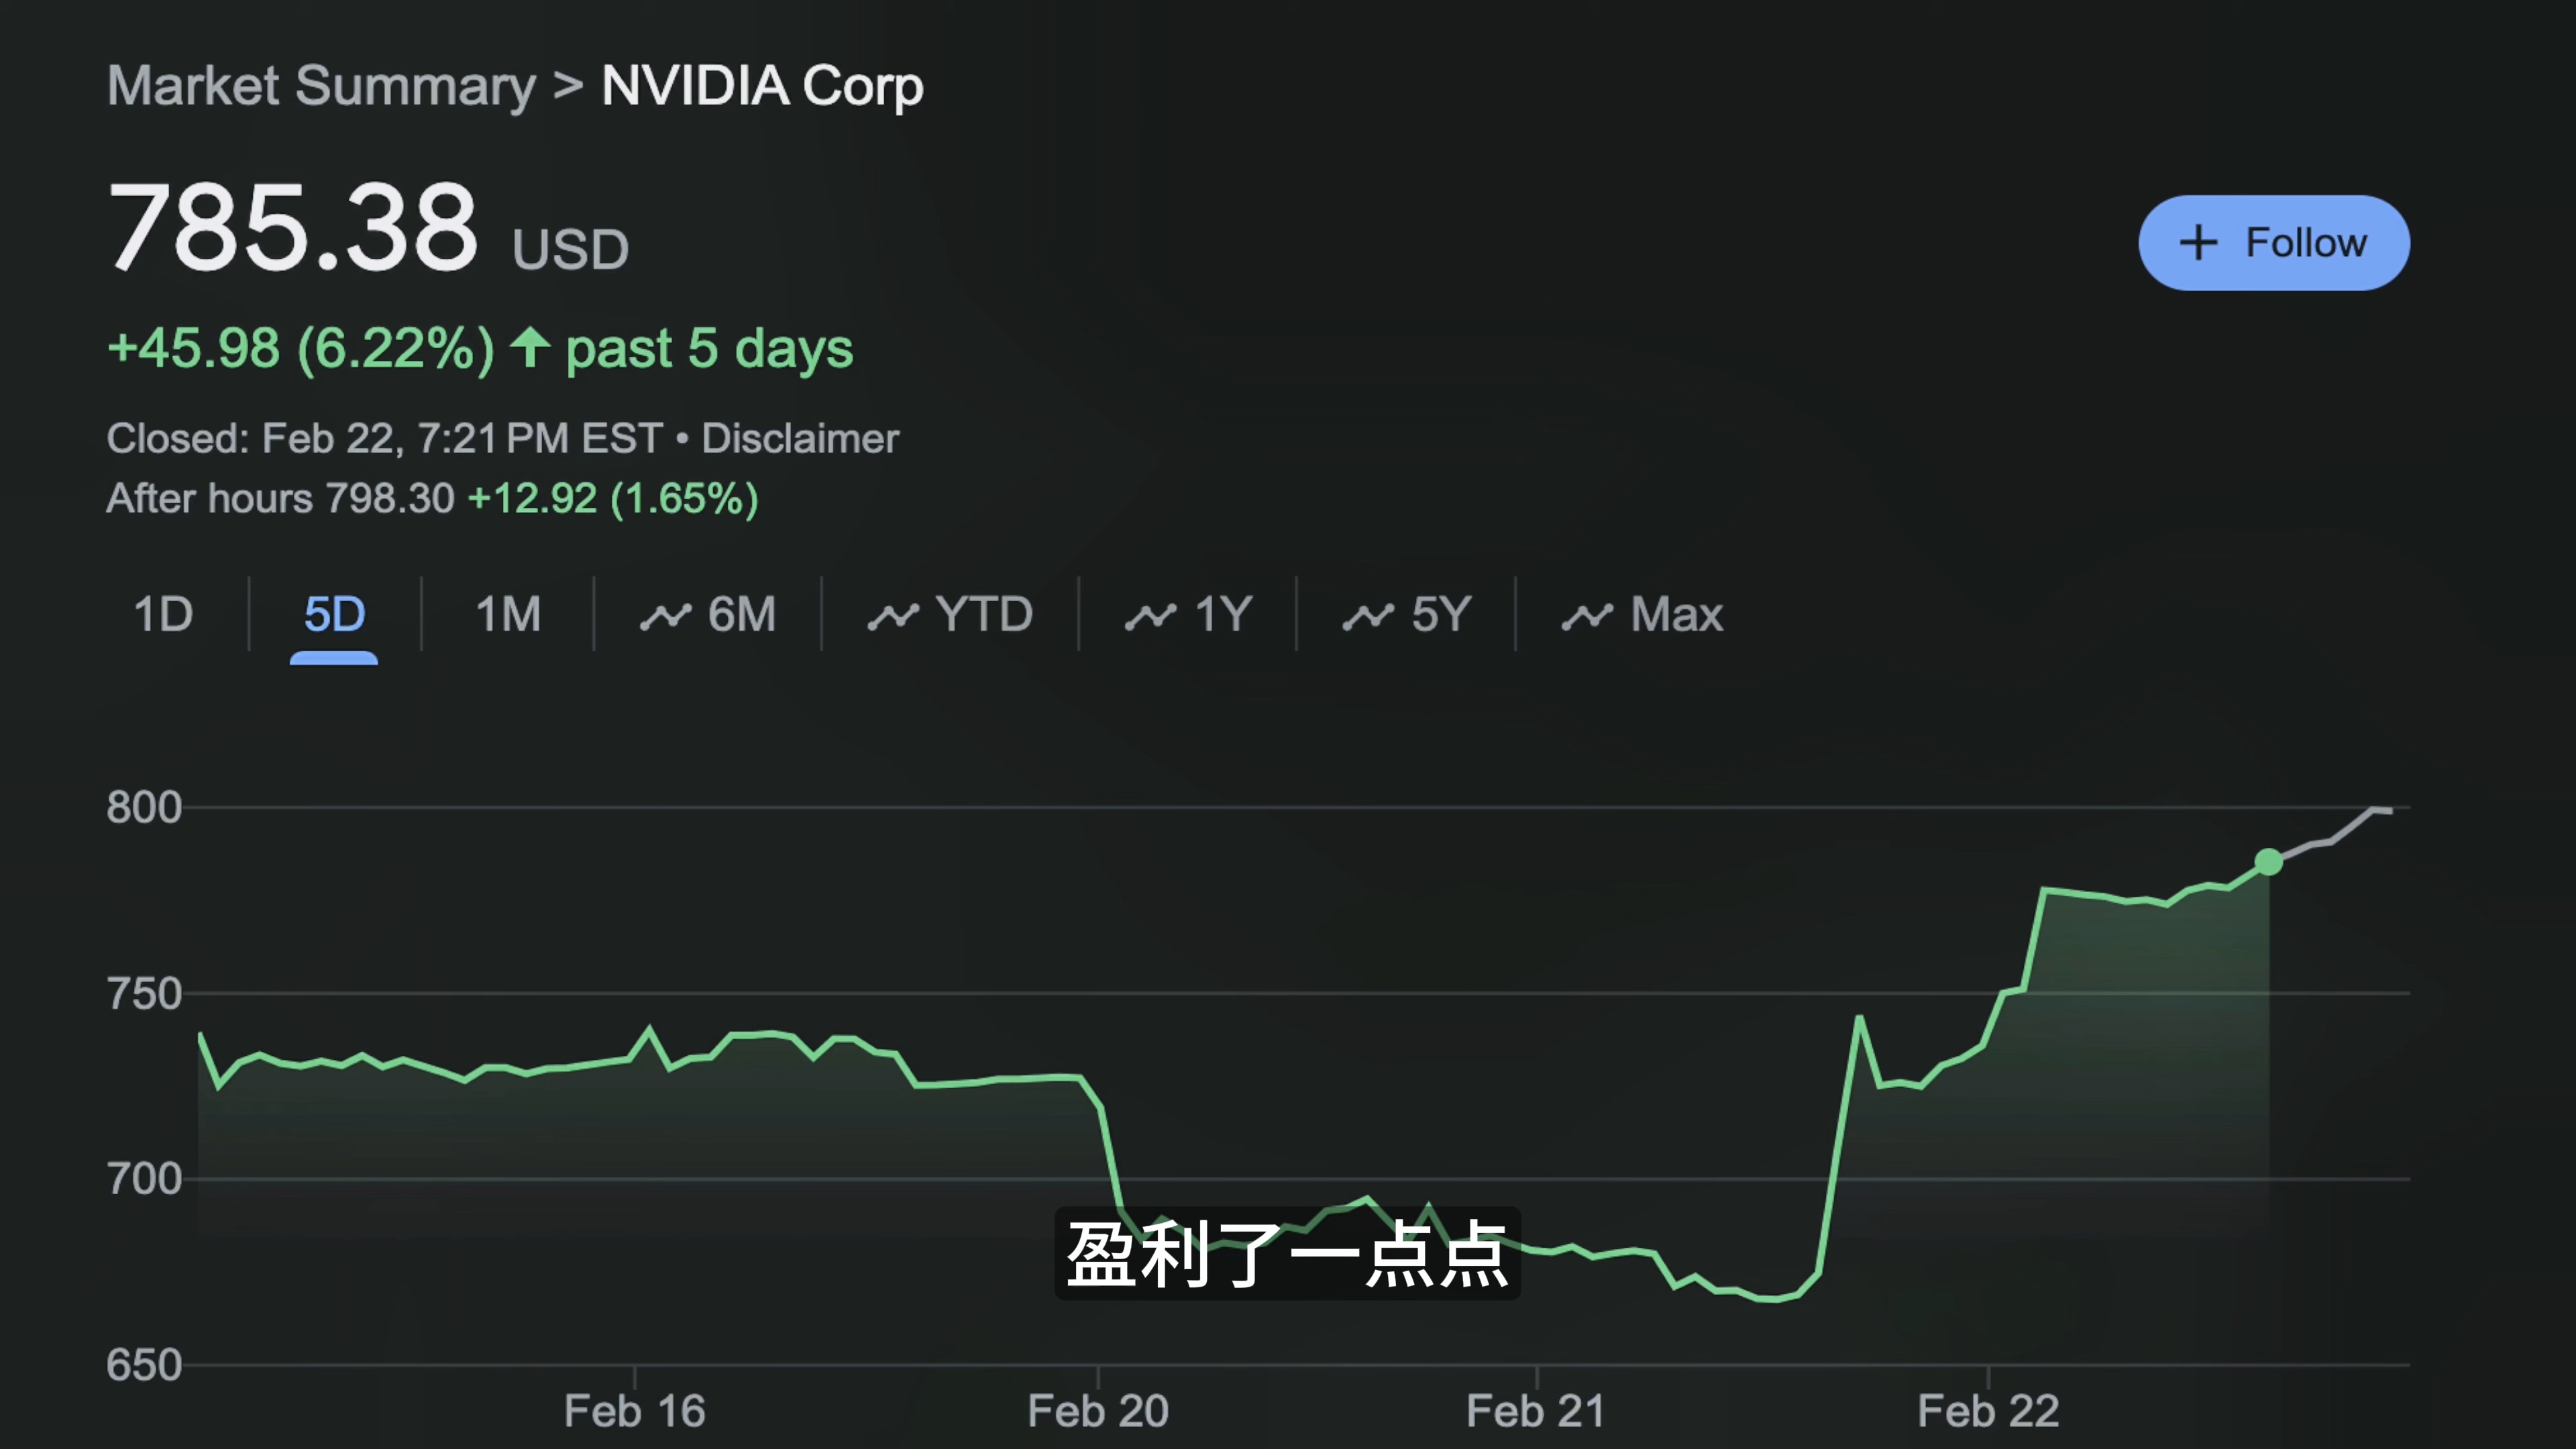 Market Summary > NVIDIA Corp
785.38 USD
+ Follow
+45.98 (6.22%) ↑ past 5 days
Closed: Feb 22, 7:21 PM EST • Disclaimer
After hours 798.30 +12.92 (1.65%)
1D 5D 1M 6M YTD 1Y 5Y Max
800
750
700
盈利了一点点
650
Feb 16 Feb 20 Feb 21 Feb 22